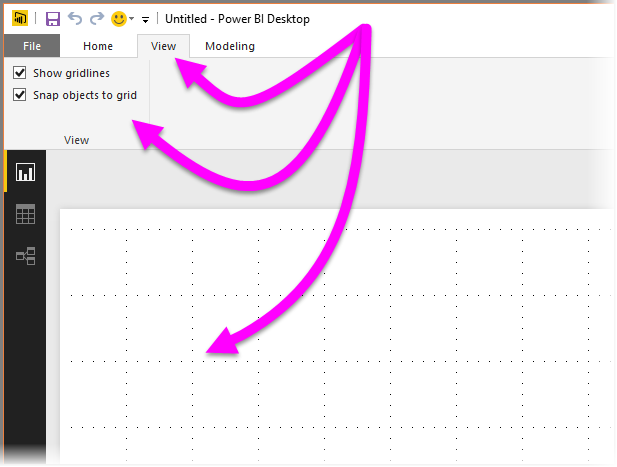 Untitled - Power BI Desktop
File Home View Modeling
Show gridlines
Snap objects to grid
View